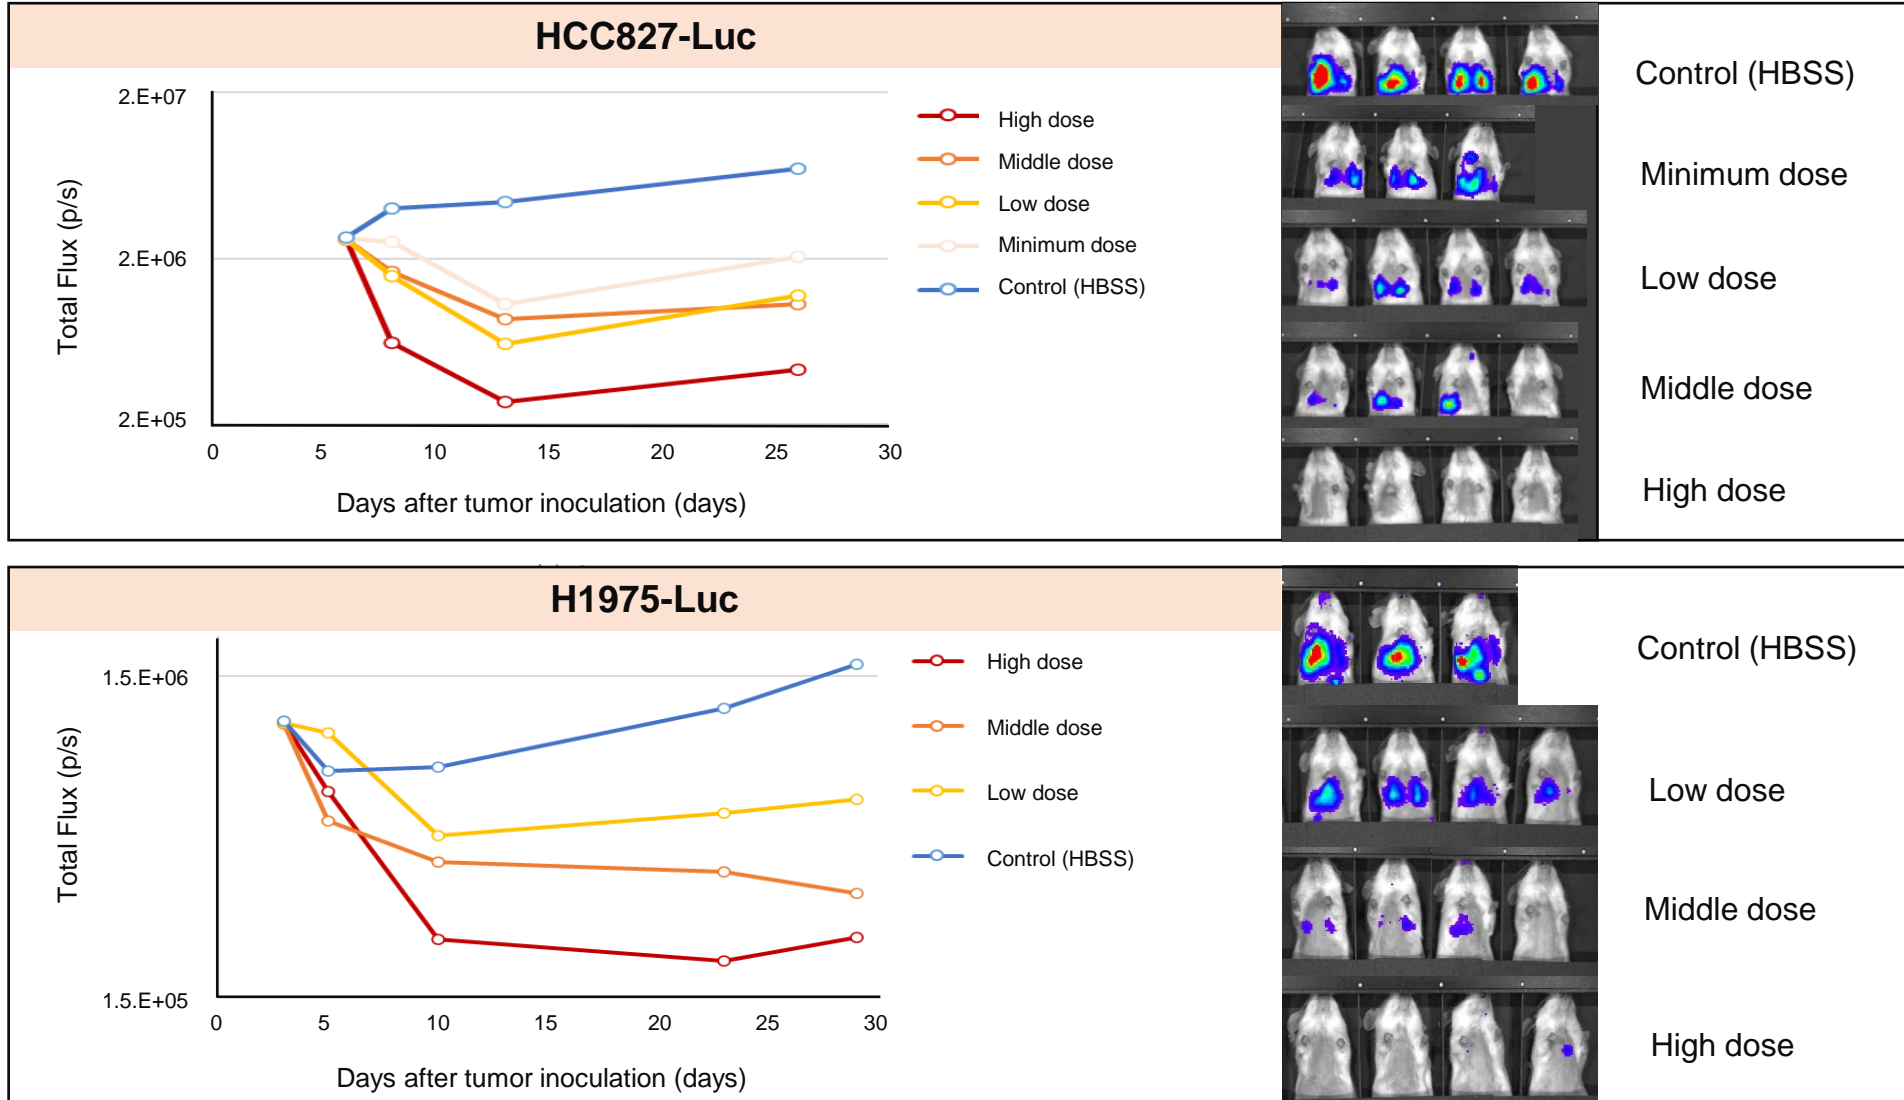 HCC827-Luc
2.E+07
2.E+06
2.E+05
Total Flux (p/s)
0 5 10 15 20 25 30
Days after tumor inoculation (days)
High dose
Middle dose
Low dose
Minimum dose
Control (HBSS)
Control (HBSS)
Minimum dose
Low dose
Middle dose
High dose
H1975-Luc
1.5.E+06
1.5.E+05
Total Flux (p/s)
0 5 10 15 20 25 30
Days after tumor inoculation (days)
High dose
Middle dose
Low dose
Control (HBSS)
Control (HBSS)
Low dose
Middle dose
High dose